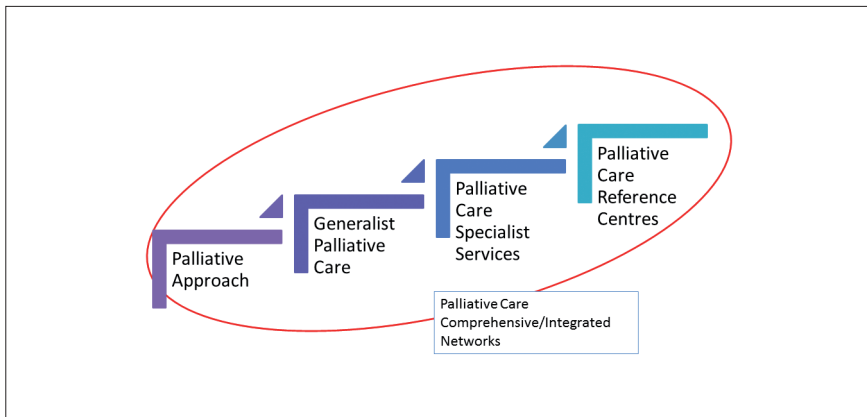 Palliative
Approach
Generalist
Palliative
Care
Palliative
Care
Specialist
Services
Palliative
Care
Reference
Centres
Palliative Care
Comprehensive/Integrated
Networks